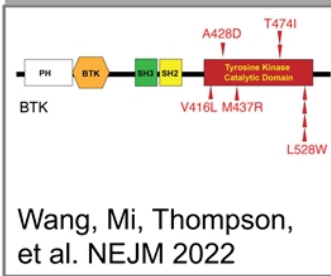 A428D
T474I
PH
BTK
SH3
SH2
Tyrosine Kinase
Catalytic Domain
BTK
V416L
M437R
L528W
Wang, Mi, Thompson,
et al. NEJM 2022